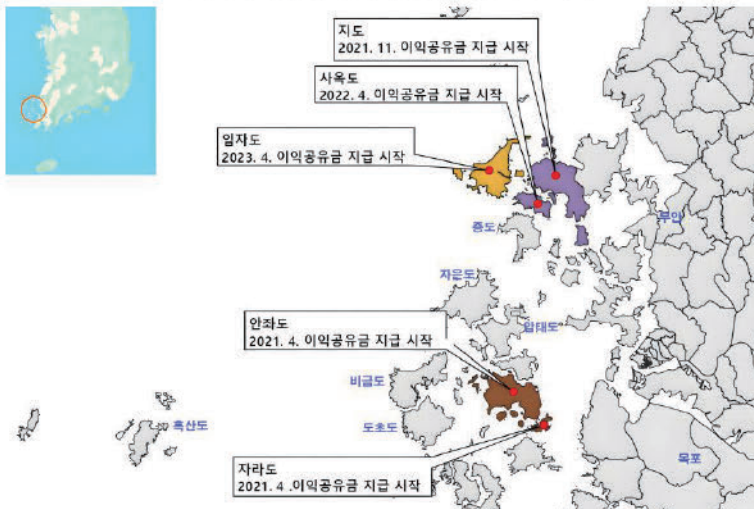 지도
2021. 11. 이익공유금 지급 시작
사옥도
2022. 4. 이익공유금 지급 시작
임자도
2023. 4. 이익공유금 지급 시작
증도
무안
자은도
안좌도
2021. 4. 이익공유금 지급 시작
암태도
비금도
흑산도
도초도
목포
자라도
2021. 4 .이익공유금 지급 시작